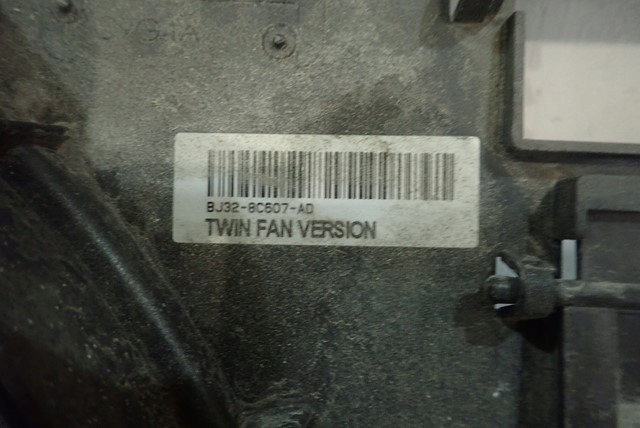 BJ32-8C607-AD
TWIN FAN VERSION